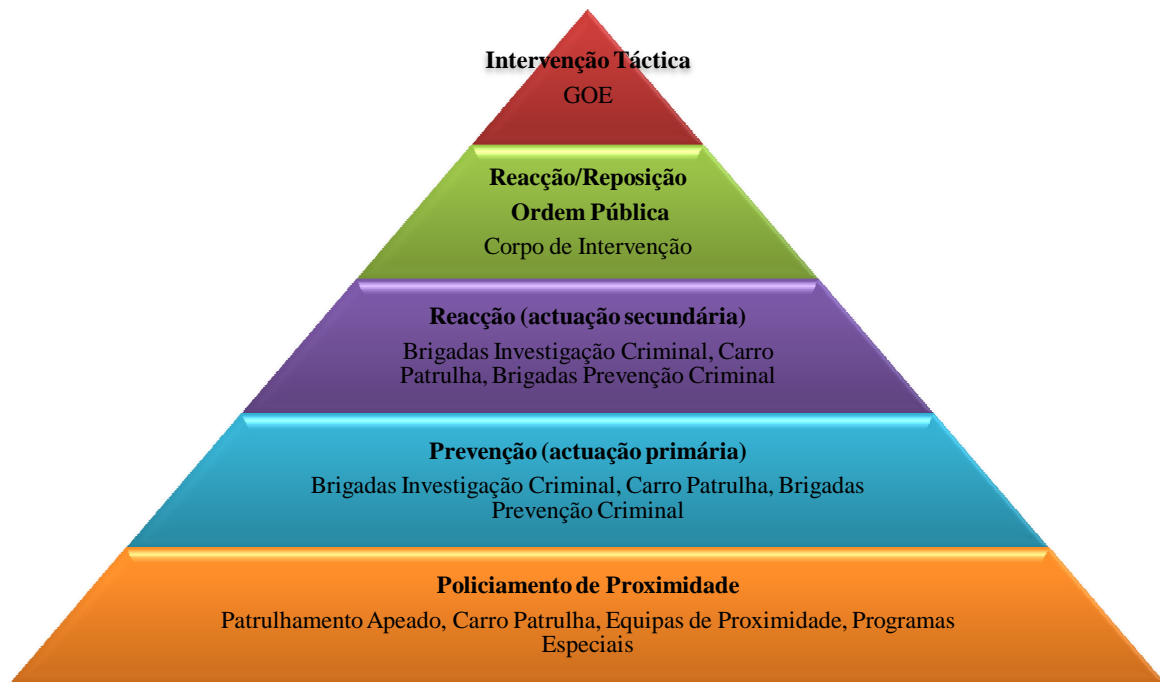 Intervenção Táctica
GOE
Reacção/Reposição
Ordem Pública
Corpo de Intervenção
Reacção (actuação secundária)
Brigadas Investigação Criminal, Carro
Patrulha, Brigadas Prevenção Criminal
Prevenção (actuação primária)
Brigadas Investigação Criminal, Carro Patrulha, Brigadas
Prevenção Criminal
Policiamento de Proximidade
Patrulhamento Apeado, Carro Patrulha, Equipas de Proximidade, Programas
Especiais